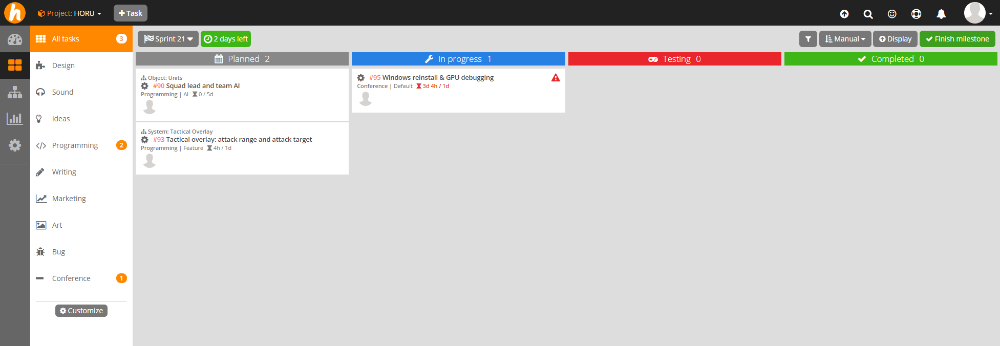 h
Project: HORU
Task
All tasks 3
Design
Sound
Ideas
Programming 2
Writing
Marketing
Art
Bug
Conference 1
Customize
Sprint 21
2 days left
Manual
Display
Finish milestone
Planned 2
Object: Units
#90 Squad lead and team AI
Programming | AI 0 / 5d
System: Tactical Overlay
#93 Tactical overlay: attack range and attack target
Programming | Feature 4h / 1d
In progress 1
#95 Windows reinstall & GPU debugging
Conference | Default 3d 4h / 1d
Testing 0
Completed 0